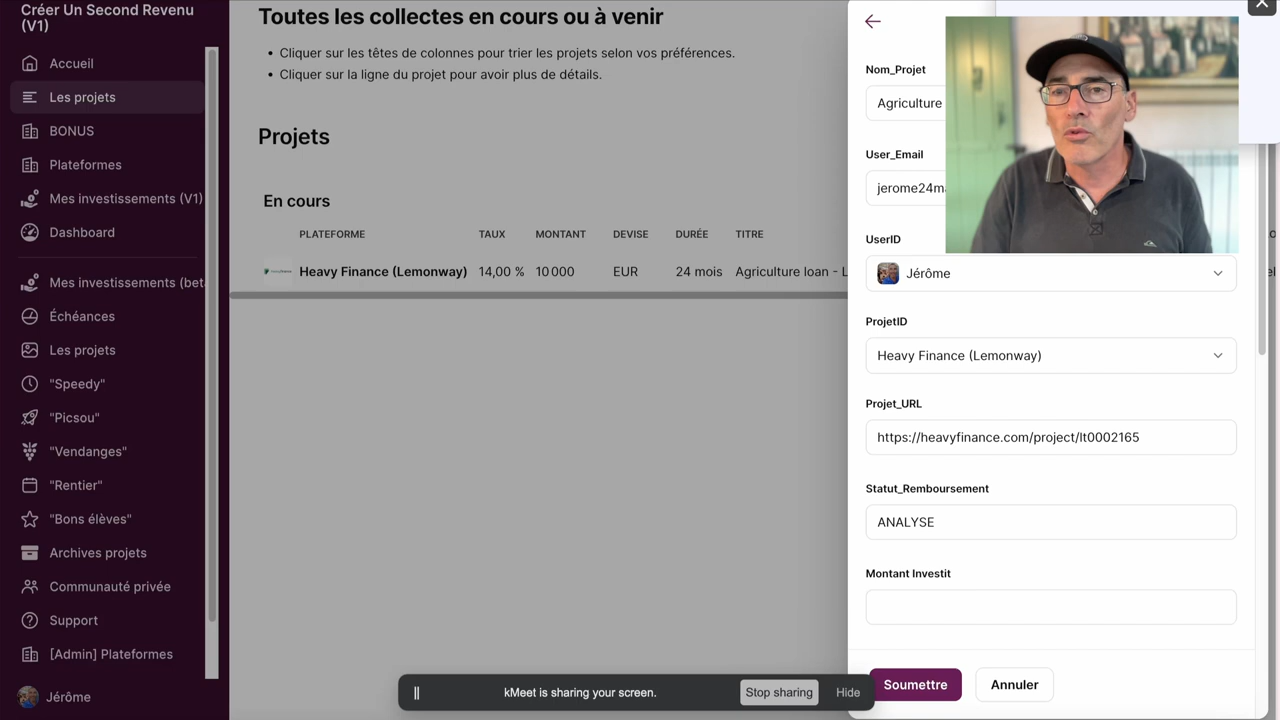 Créer Un Second Revenu
(V1)
Accueil
Les projets
BONUS
Plateformes
Mes investissements (V1)
Dashboard
Mes investissements (beta
Échéances
Les projets
"Speedy"
"Picsou"
"Vendanges"
"Rentier"
"Bons élèves"
Archives projets
Communauté privée
Support
[Admin] Plateformes
Jérôme
Toutes les collectes en cours ou à venir
• Cliquer sur les têtes de colonnes pour trier les projets selon vos préférences.
• Cliquer sur la ligne du projet pour avoir plus de détails.
Projets
En cours
PLATEFORME TAUX MONTANT DEVISE DURÉE TITRE
Heavy Finance (Lemonway) 14,00 % 10 000 EUR 24 mois Agriculture loan - L
Nom_Projet
Agriculture
User_Email
jerome24m
UserID
Jérôme
ProjetID
Heavy Finance (Lemonway)
Projet_URL
https://heavyfinance.com/project/lt0002165
Statut_Remboursement
ANALYSE
Montant Investit
Soumettre
Annuler
kMeet is sharing your screen.
Stop sharing
Hide